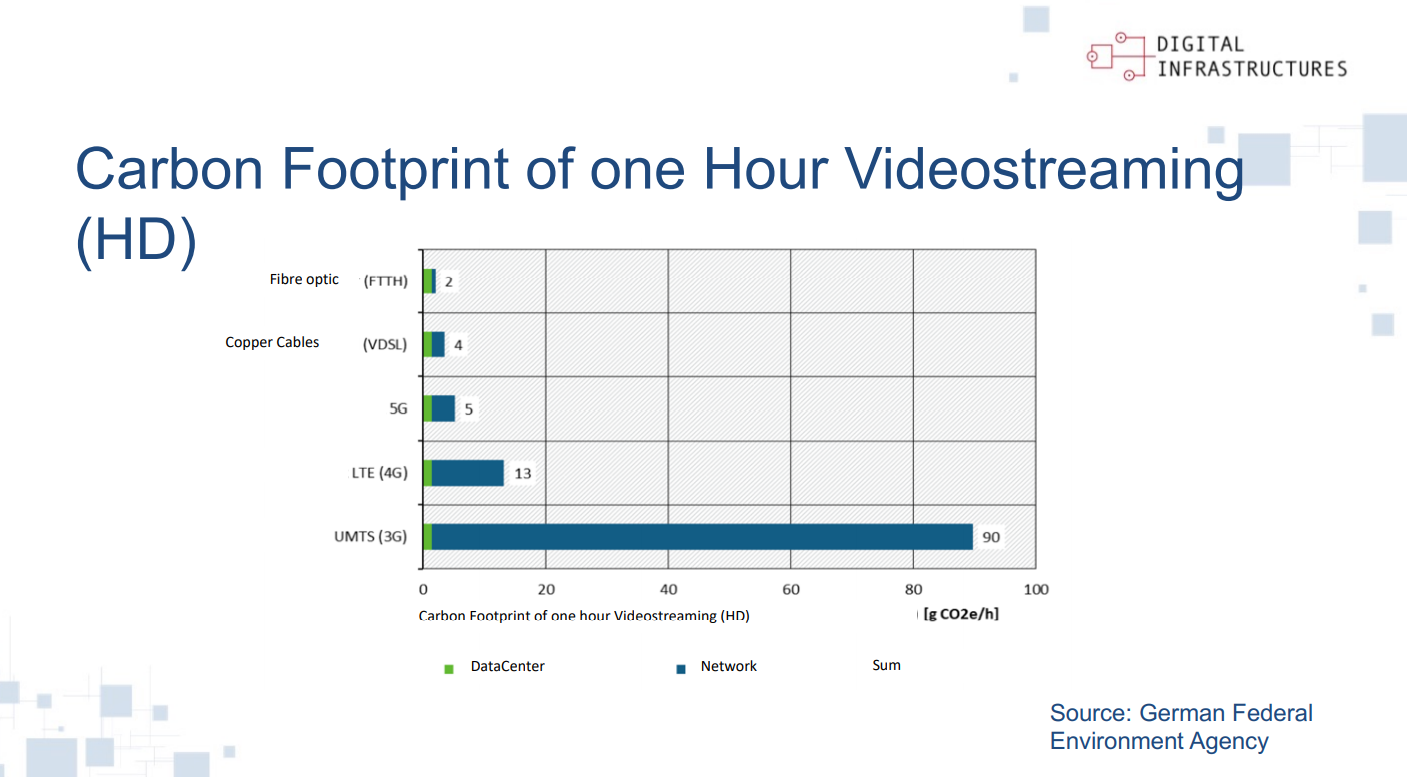 DIGITAL
INFRASTRUCTURES
Carbon Footprint of one Hour Videostreaming
(HD)
Fibre optic (FTTH) 2
Copper Cables (VDSL) 4
5G 5
LTE (4G) 13
UMTS (3G) 90
0 20 40 60 80 100
Carbon Footprint of one hour Videostreaming (HD) [g CO2e/h]
DataCenter Network Sum
Source: German Federal
Environment Agency